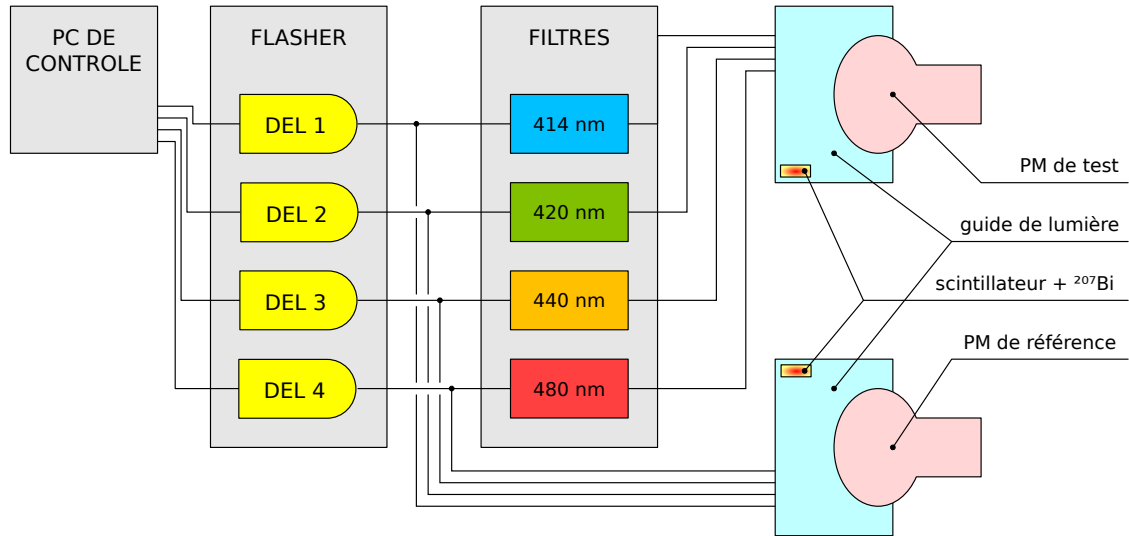 PC DE
CONTROLE
FLASHER
FILTRES
DEL 1
414 nm
DEL 2
420 nm
DEL 3
440 nm
DEL 4
480 nm
PM de test
guide de lumière
scintillateur + ²⁰⁷Bi
PM de référence